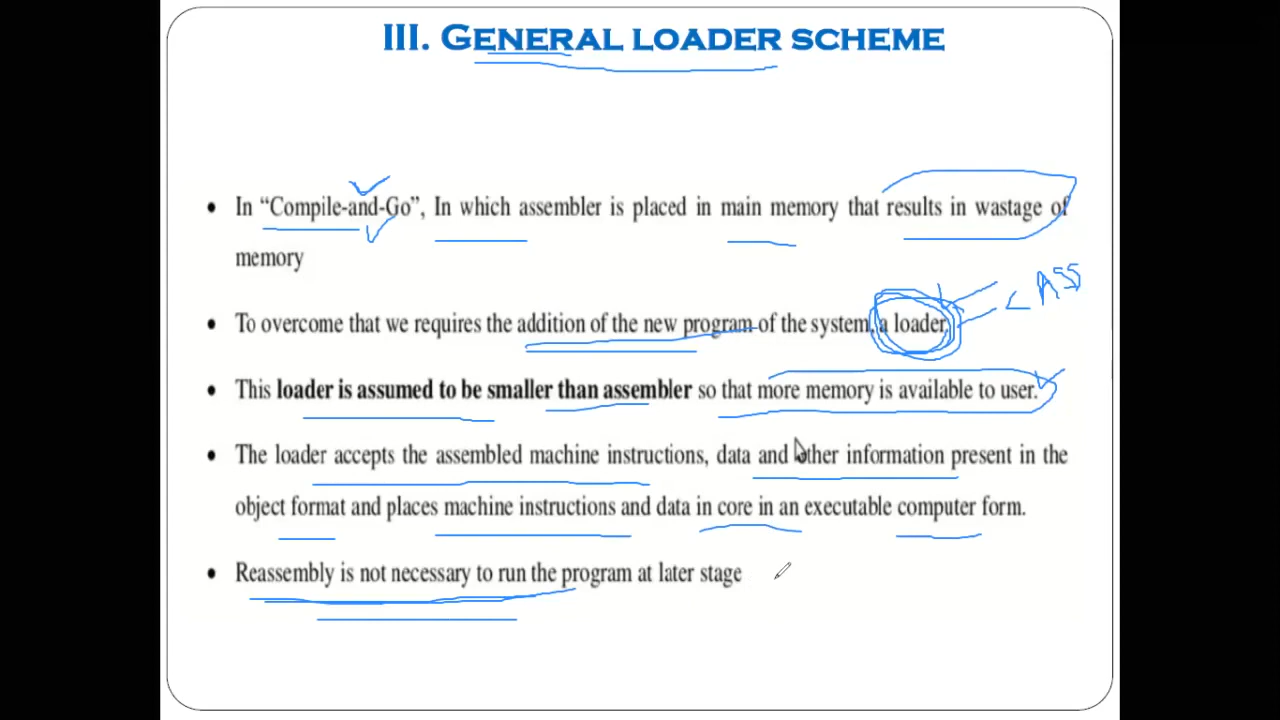 III. GENERAL LOADER SCHEME
• In “Compile-and-Go”, In which assembler is placed in main memory that results in wastage of
memory
< ASS
• To overcome that we requires the addition of the new program of the system, a loader.
• This loader is assumed to be smaller than assembler so that more memory is available to user.
• The loader accepts the assembled machine instructions, data and other information present in the
object format and places machine instructions and data in core in an executable computer form.
• Reassembly is not necessary to run the program at later stage